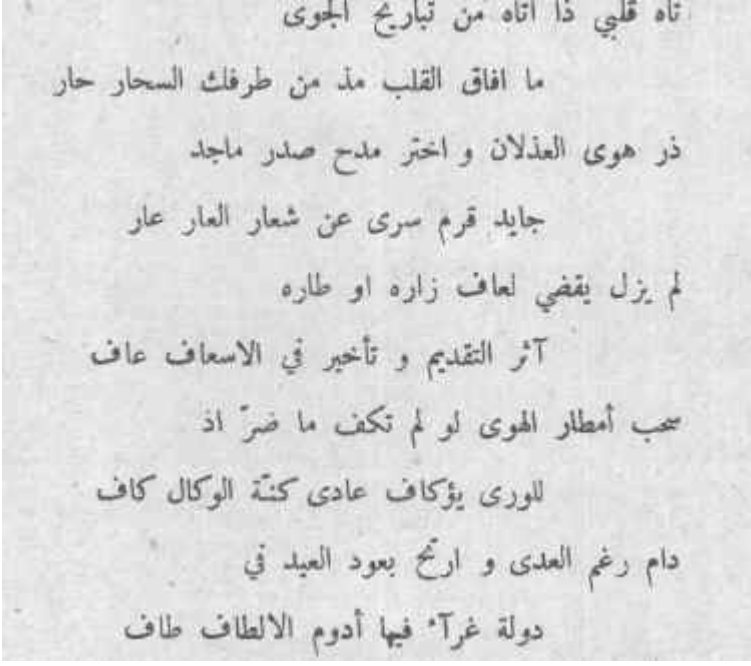 تاه قلبي ذا اتاه من تباريح الجوى
ما افاق القلب مذ من طرفك السحار حار
ذر هوى العذلان و اختر مدح صدر ماجد
جايد قرم سرى عن شعار العار عار
لم يزل يقضي لعاف زاره او طاره
آثر التقديم و تأخير في الاسعاف عاف
سحب أمطار الهوى لو لم تكف ما ضرّ اذ
للورى يؤكاف عادى كنّة الوكال كاف
دام رغم العدى و ارتح بعود العيد في
دولة غرآء فيها أدوم الالطاف طاف